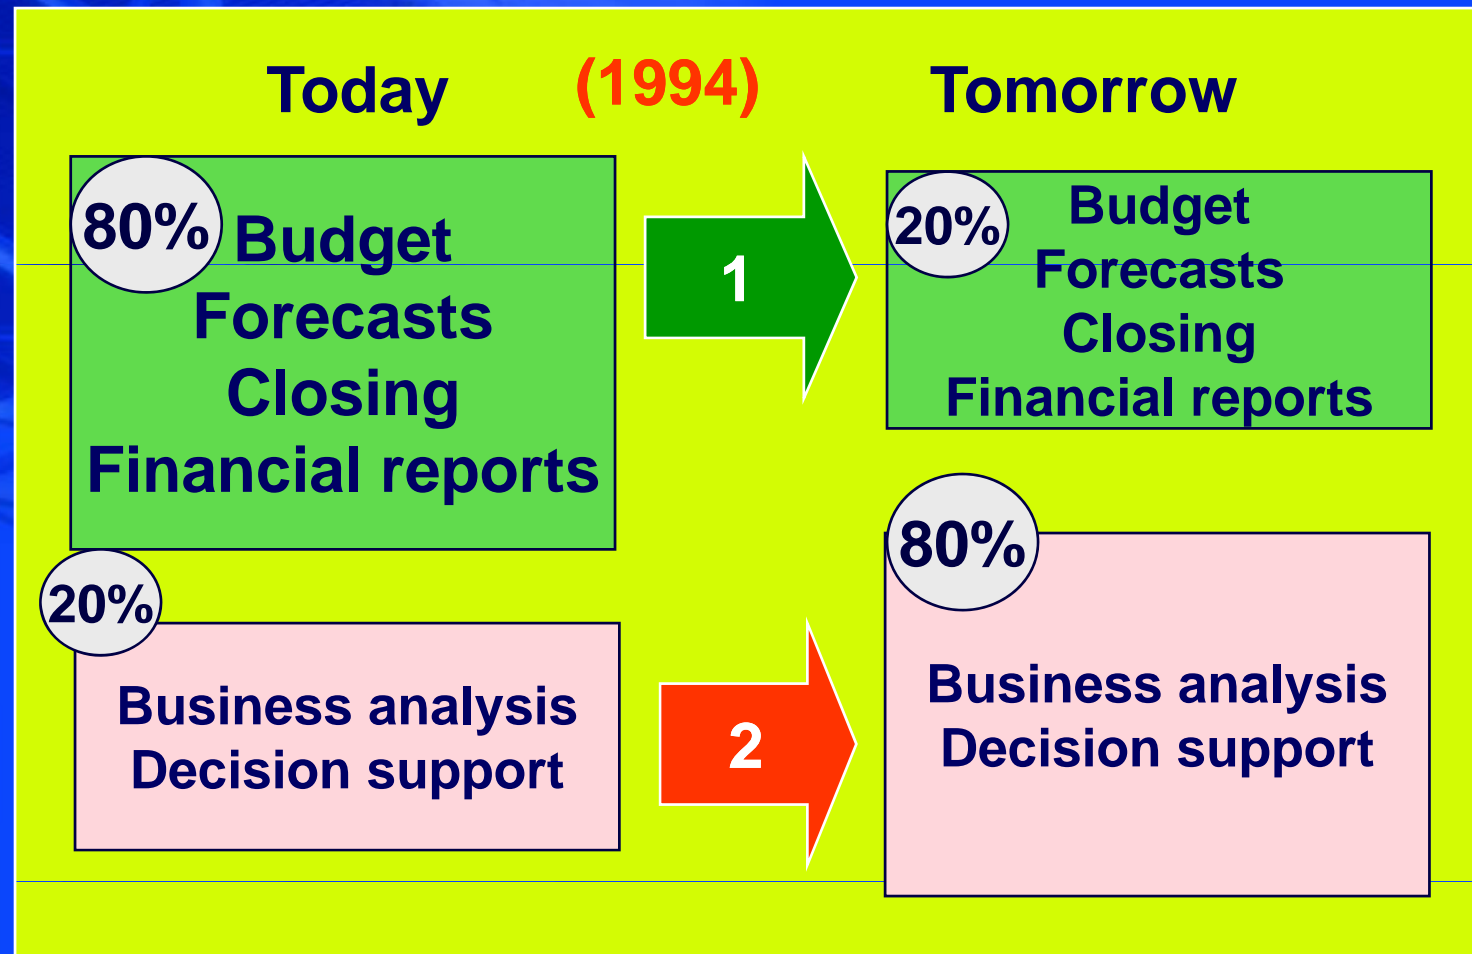 Today (1994) Tomorrow
80%
Budget
Forecasts
Closing
Financial reports
1
20%
Budget
Forecasts
Closing
Financial reports
20%
Business analysis
Decision support
2
80%
Business analysis
Decision support